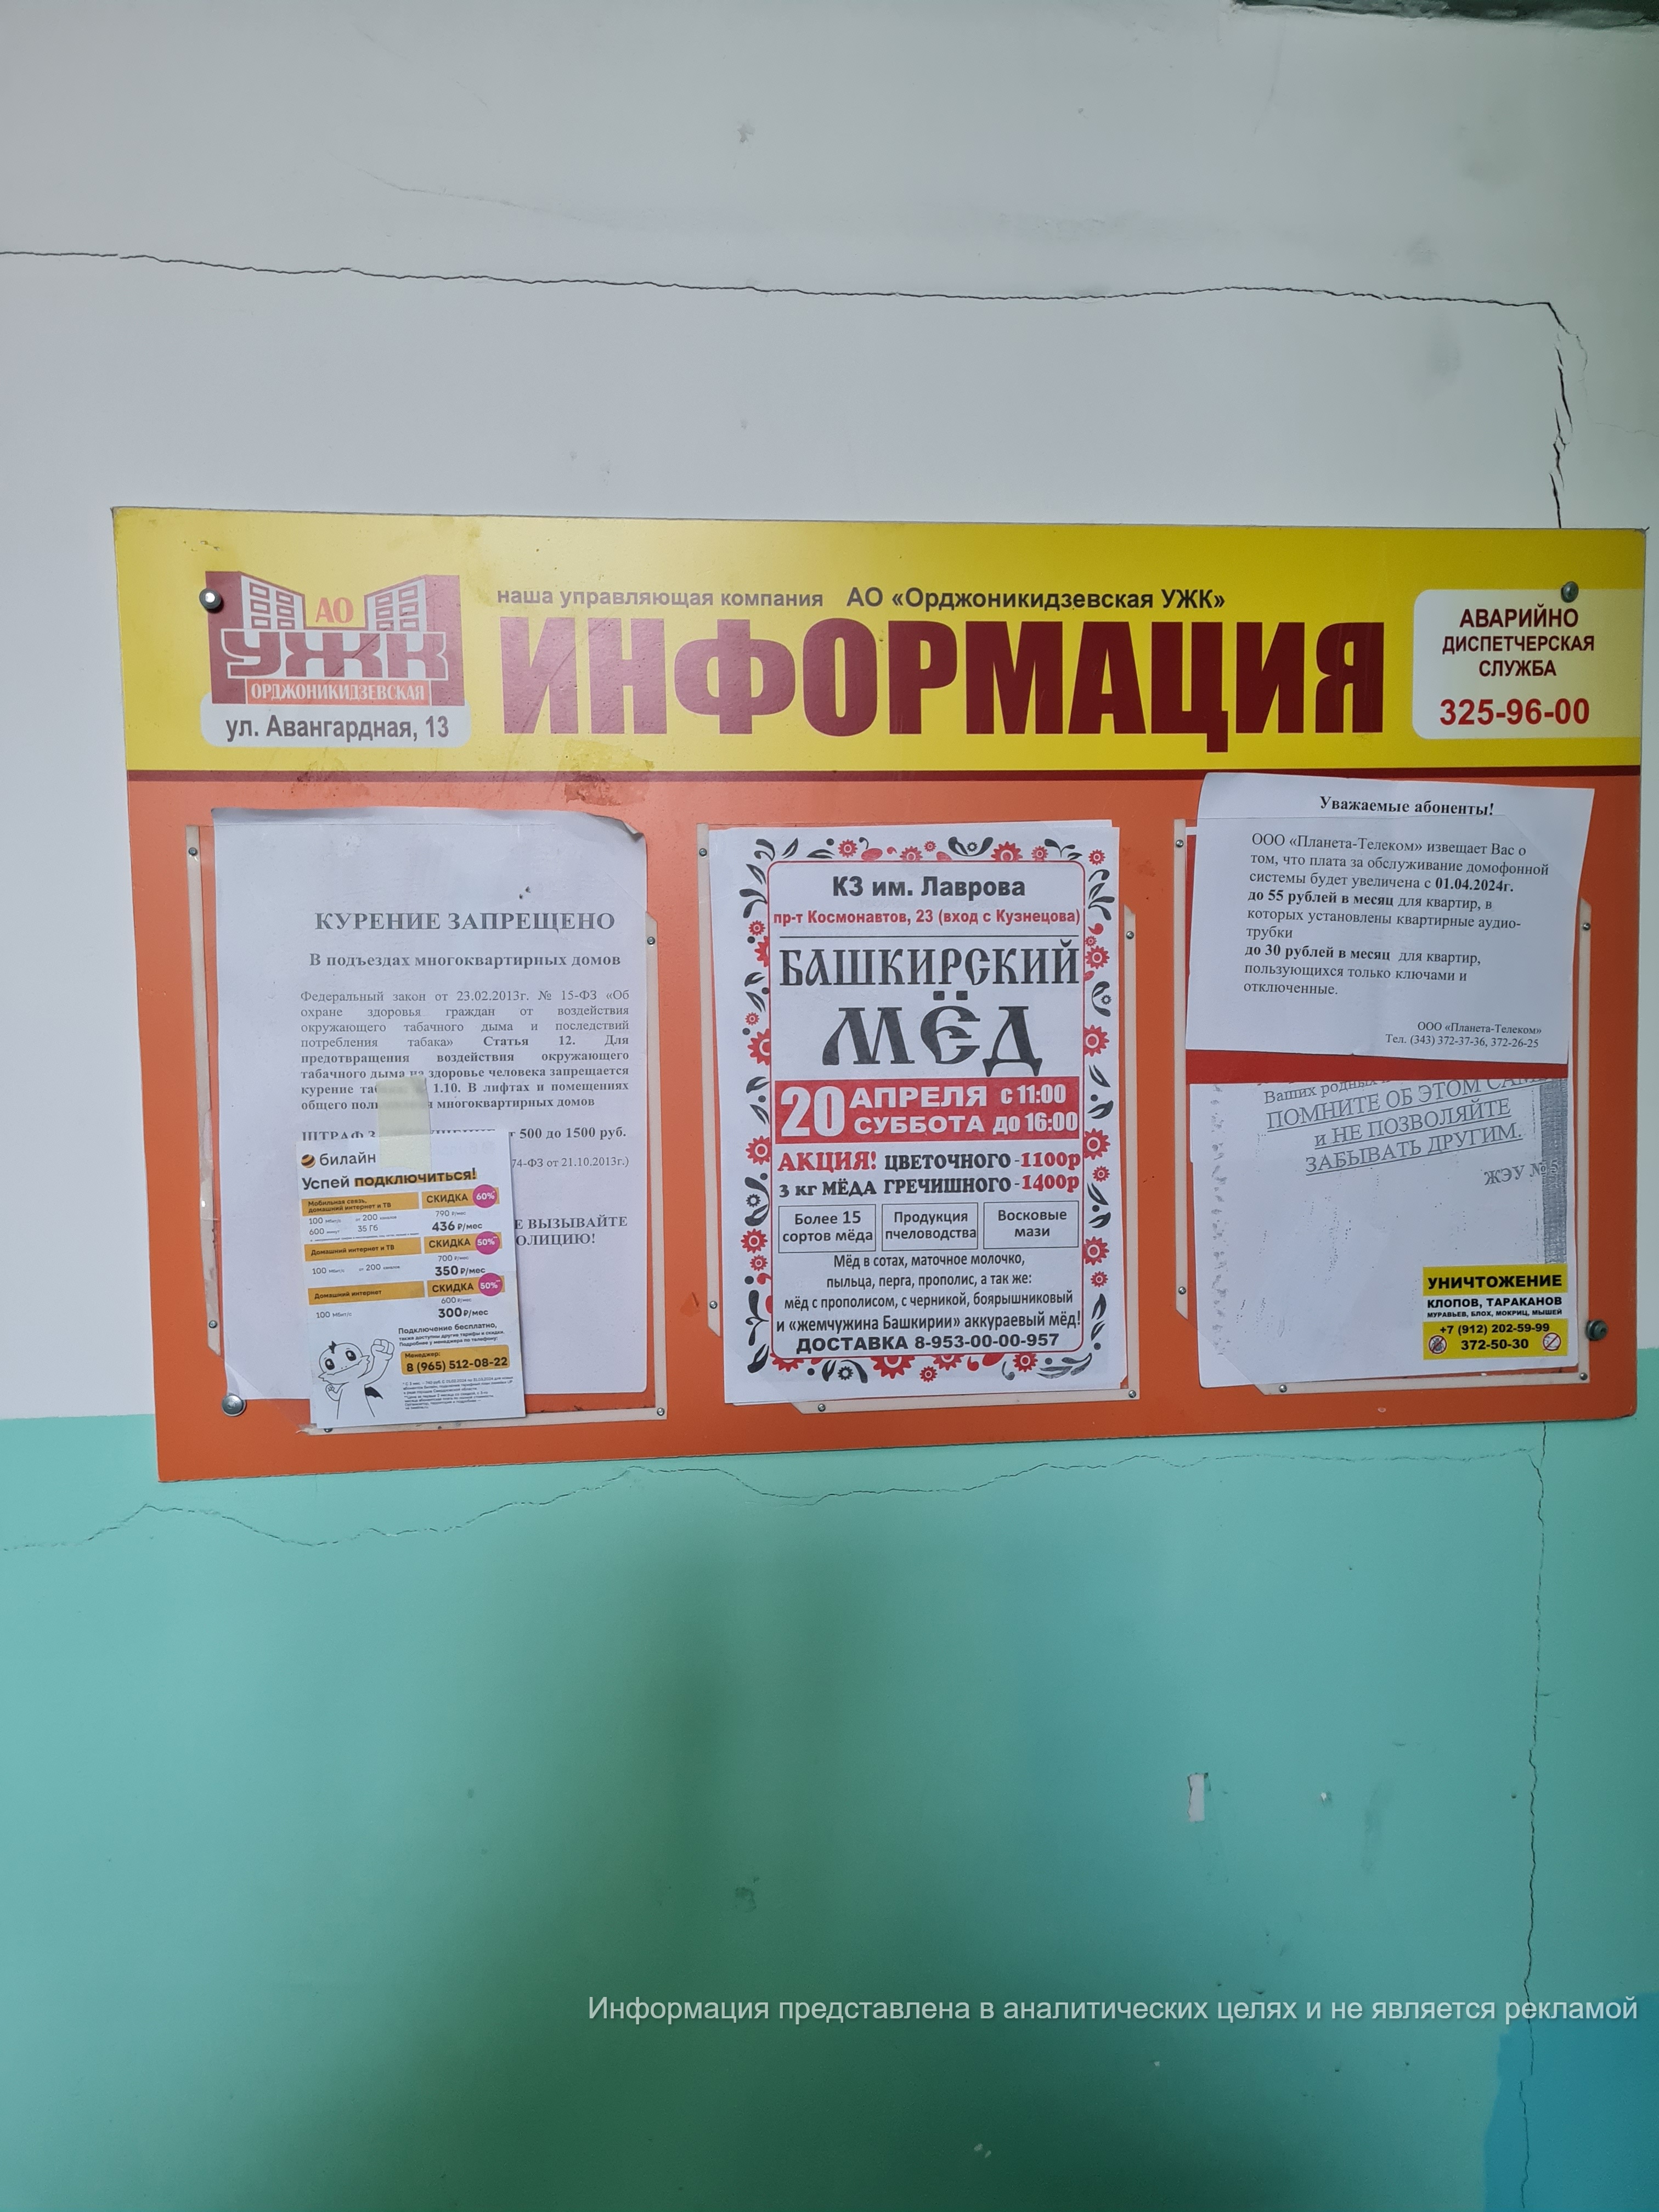 АО
УЖК
ОРДЖОНИКИДЗЕВСКАЯ
ул. Авангардная, 13
наша управляющая компания АО «Орджоникидзевская УЖК»
ИНФОРМАЦИЯ
АВАРИЙНО
ДИСПЕТЧЕРСКАЯ
СЛУЖБА
325-96-00
КУРЕНИЕ ЗАПРЕЩЕНО
В подъездах многоквартирных домов
Федеральный закон от 23.02.2013г. № 15-ФЗ «Об
охране здоровья граждан от воздействия
окружающего табачного дыма и последствий
потребления табака» Статья 12. Для
предотвращения воздействия окружающего
табачного дыма на здоровье человека запрещается
курение 1.10. В лифтах и помещениях
общего многоквартирных домов
ШТРАФ 500 до 1500 руб.
74-ФЗ от 21.10.2013г.)
Е ВЫЗЫВАЙТЕ
ОЛИЦИЮ!
билайн
Успей подключиться!
Мобильная связь,
домашний интернет и ТВ
СКИДКА 60%
100 Мбит/с от 200 каналов 790 ₽/мес
600 минут 35 Гб 436 ₽/мес
Домашний интернет и ТВ СКИДКА 50%
700 ₽/мес
100 Мбит/с от 200 каналов 350 ₽/мес
Домашний интернет СКИДКА 50%
600 ₽/мес
100 Мбит/с 300 ₽/мес
Подключение бесплатно,
также доступны другие тарифы и скидки.
Подробнее у менеджера по телефону:
Менеджер:
8 (965) 512-08-22
КЗ им. Лаврова
пр-т Космонавтов, 23 (вход с Кузнецова)
БАШКИРСКИЙ
МЁД
20 АПРЕЛЯ с 11:00
СУББОТА до 16:00
АКЦИЯ! ЦВЕТОЧНОГО -1100р
3 кг МЁДА ГРЕЧИШНОГО -1400р
Более 15
сортов мёда
Продукция
пчеловодства
Восковые
мази
Мёд в сотах, маточное молочко,
пыльца, перга, прополис, а так же:
мёд с прополисом, с черникой, боярышниковый
и «жемчужина Башкирии» аккураевый мёд!
ДОСТАВКА 8-953-00-00-957
Уважаемые абоненты!
ООО «Планета-Телеком» извещает Вас о
том, что плата за обслуживание домофонной
системы будет увеличена с 01.04.2024г.
до 55 рублей в месяц для квартир, в
которых установлены квартирные аудио-
трубки
до 30 рублей в месяц для квартир,
пользующихся только ключами и
отключенные.
ООО «Планета-Телеком»
Тел. (343) 372-37-36, 372-26-25
Ваших родных
ПОМНИТЕ ОБ ЭТОМ САМИ
и НЕ ПОЗВОЛЯЙТЕ
ЗАБЫВАТЬ ДРУГИМ.
ЖЭУ № 5
УНИЧТОЖЕНИЕ
КЛОПОВ, ТАРАКАНОВ
МУРАВЬЕВ, БЛОХ, МОКРИЦ, МЫШЕЙ
+7 (912) 202-59-99
372-50-30
Информация представлена в аналитических целях и не является рекламой